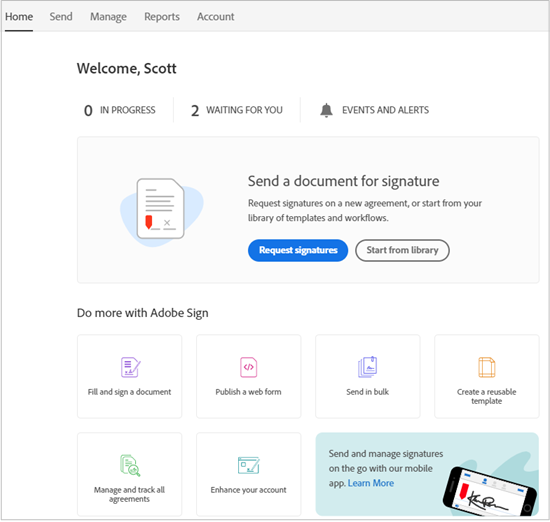 Home Send Manage Reports Account
Welcome, Scott
0 IN PROGRESS 2 WAITING FOR YOU EVENTS AND ALERTS
Send a document for signature
Request signatures on a new agreement, or start from your
library of templates and workflows.
Request signatures Start from library
Do more with Adobe Sign
Fill and sign a document Publish a web form Send in bulk Create a reusable
template
Manage and track all
agreements
Enhance your account
Send and manage signatures
on the go with our mobile
app. Learn More